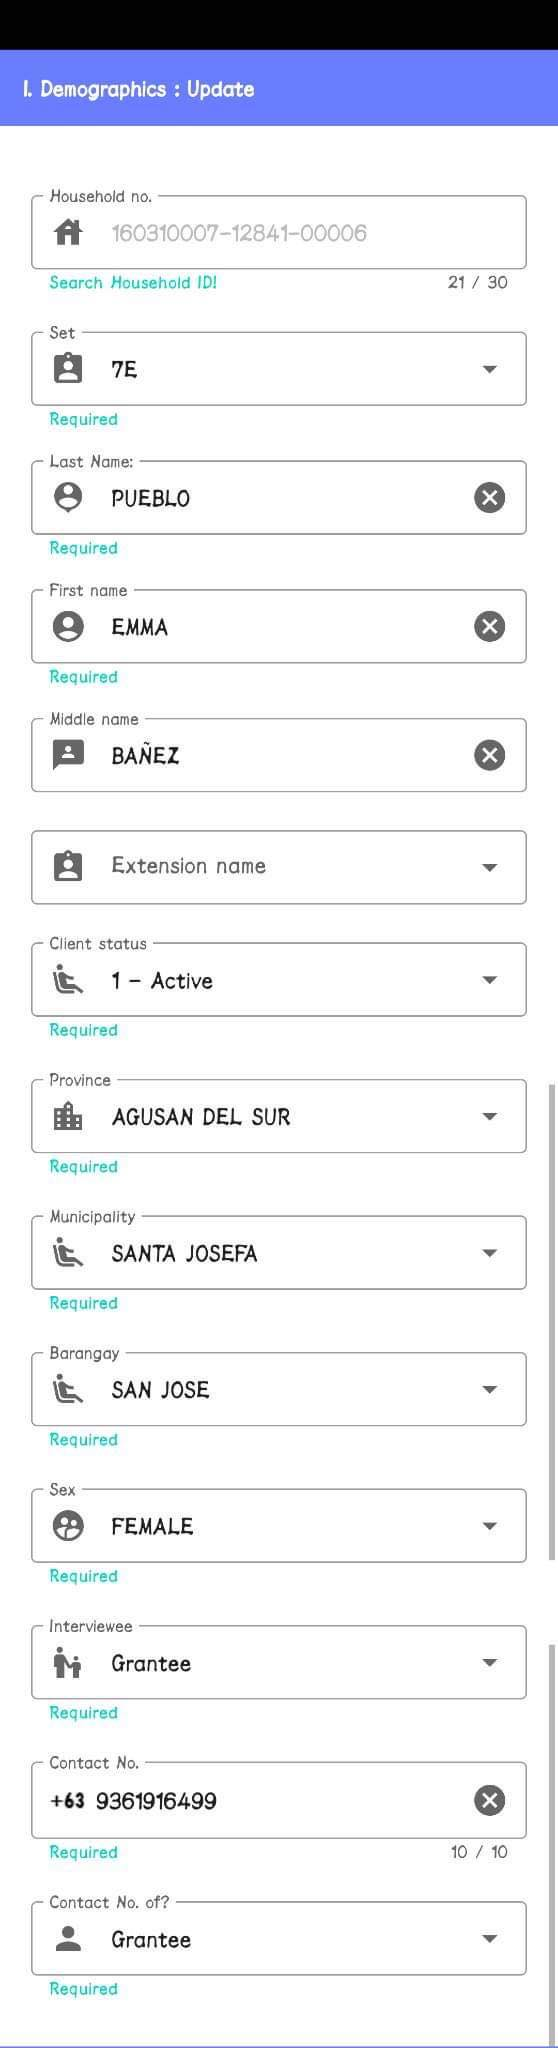 I. Demographics : Update
Household no.
160310007-12841-00006
Search Household ID!
21 / 30
Set
7E
Required
Last Name:
PUEBLO
Required
First name
EMMA
Required
Middle name
BAÑEZ
Extension name
Client status
1 - Active
Required
Province
AGUSAN DEL SUR
Required
Municipality
SANTA JOSEFA
Required
Barangay
SAN JOSE
Required
Sex
FEMALE
Required
Interviewee
Grantee
Required
Contact No.
+63 9361916499
Required
10 / 10
Contact No. of?
Grantee
Required